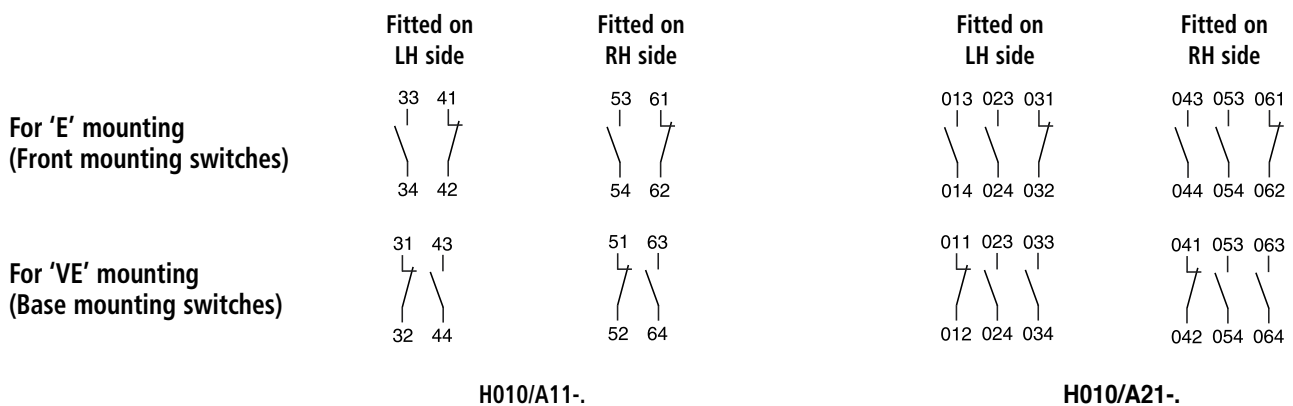 Fitted on
LH side
Fitted on
RH side
Fitted on
LH side
Fitted on
RH side
For ‘E’ mounting
(Front mounting switches)
33 41
34 42
53 61
54 62
013 023 031
014 024 032
043 053 061
044 054 062
For ‘VE’ mounting
(Base mounting switches)
31 43
32 44
51 63
52 64
011 023 033
012 024 034
041 053 063
042 054 064
H010/A11-.
H010/A21-.